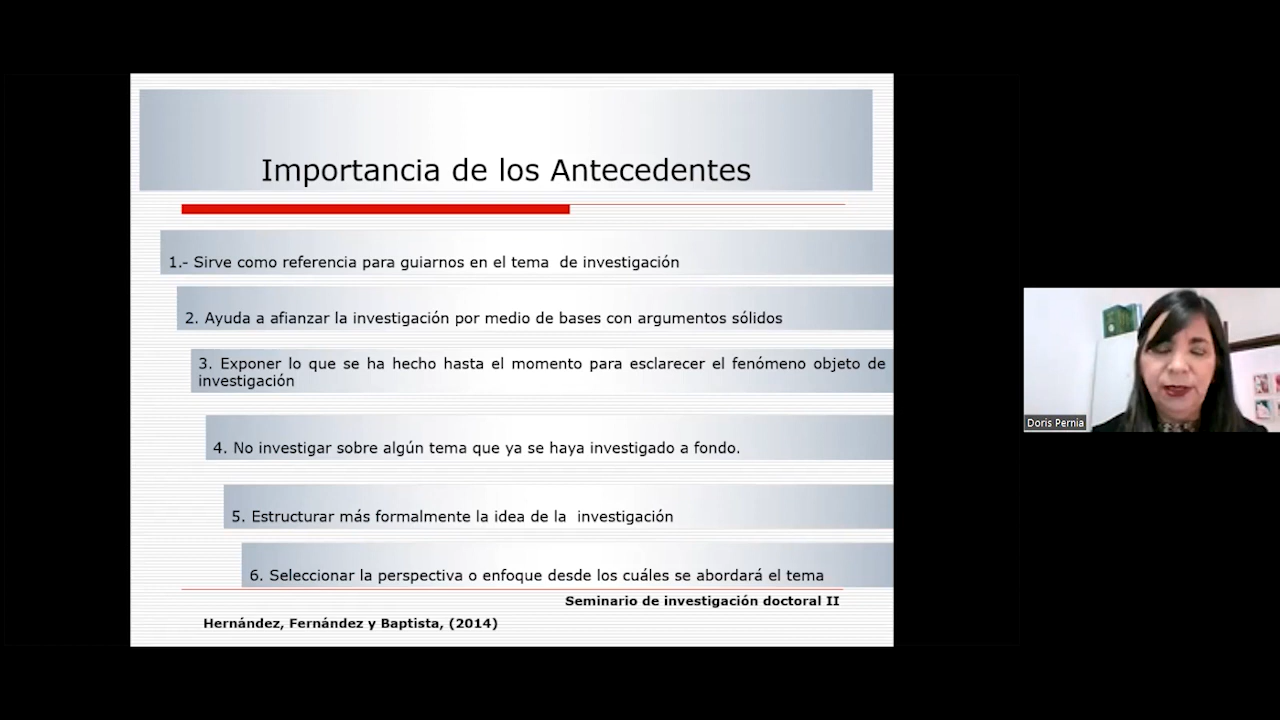 Importancia de los Antecedentes
1.- Sirve como referencia para guiarnos en el tema  de investigación
2. Ayuda a afianzar la investigación por medio de bases con argumentos sólidos
3. Exponer lo que se ha hecho hasta el momento para esclarecer el fenómeno objeto de
investigación
4. No investigar sobre algún tema que ya se haya investigado a fondo.
5. Estructurar más formalmente la idea de la  investigación
6. Seleccionar la perspectiva o enfoque desde los cuáles se abordará el tema
Seminario de investigación doctoral II
Hernández, Fernández y Baptista, (2014)
Doris Pernia